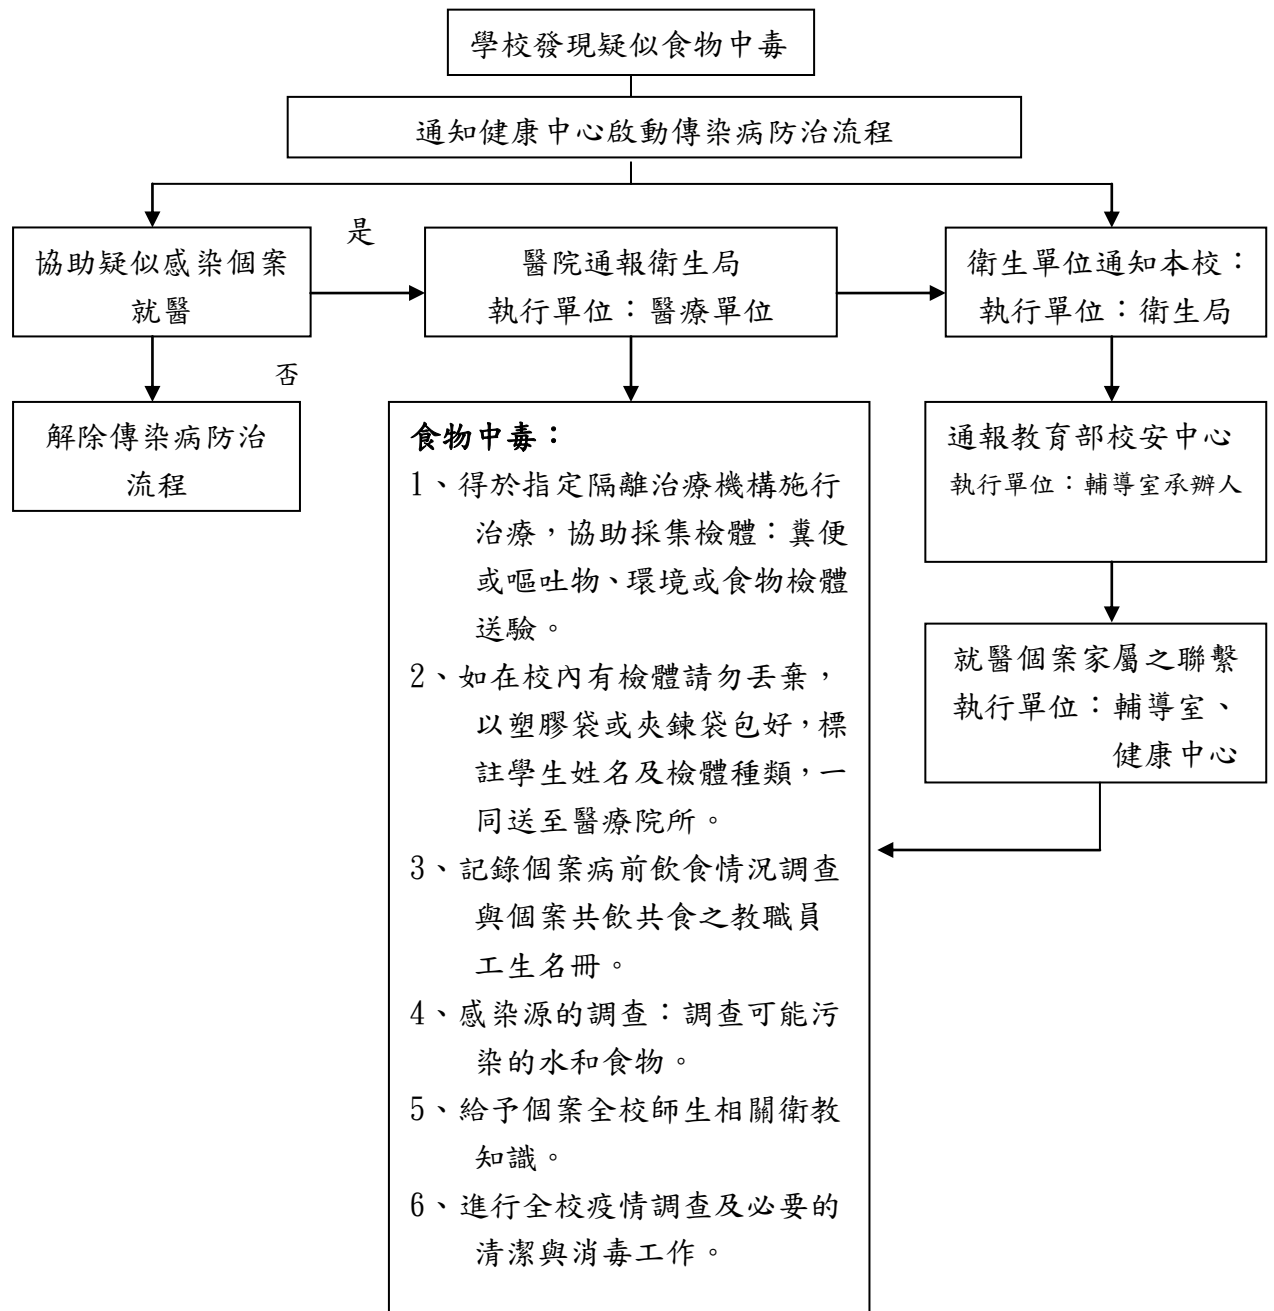 學校發現疑似食物中毒
通知健康中心啟動傳染病防治流程
協助疑似感染個案
就醫
是
醫院通報衛生局
執行單位：醫療單位
衛生單位通知本校：
執行單位：衛生局
否
解除傳染病防治
流程
食物中毒：
1、得於指定隔離治療機構施行
治療，協助採集檢體：糞便
或嘔吐物、環境或食物檢體
送驗。
2、如在校內有檢體請勿丟棄，
以塑膠袋或夾鍊袋包好，標
註學生姓名及檢體種類，一
同送至醫療院所。
3、記錄個案病前飲食情況調查
與個案共飲共食之教職員
工生名冊。
4、感染源的調查：調查可能污
染的水和食物。
5、給予個案全校師生相關衛教
知識。
6、進行全校疫情調查及必要的
清潔與消毒工作。
通報教育部校安中心
執行單位：輔導室承辦人
就醫個案家屬之聯繫
執行單位：輔導室、
健康中心